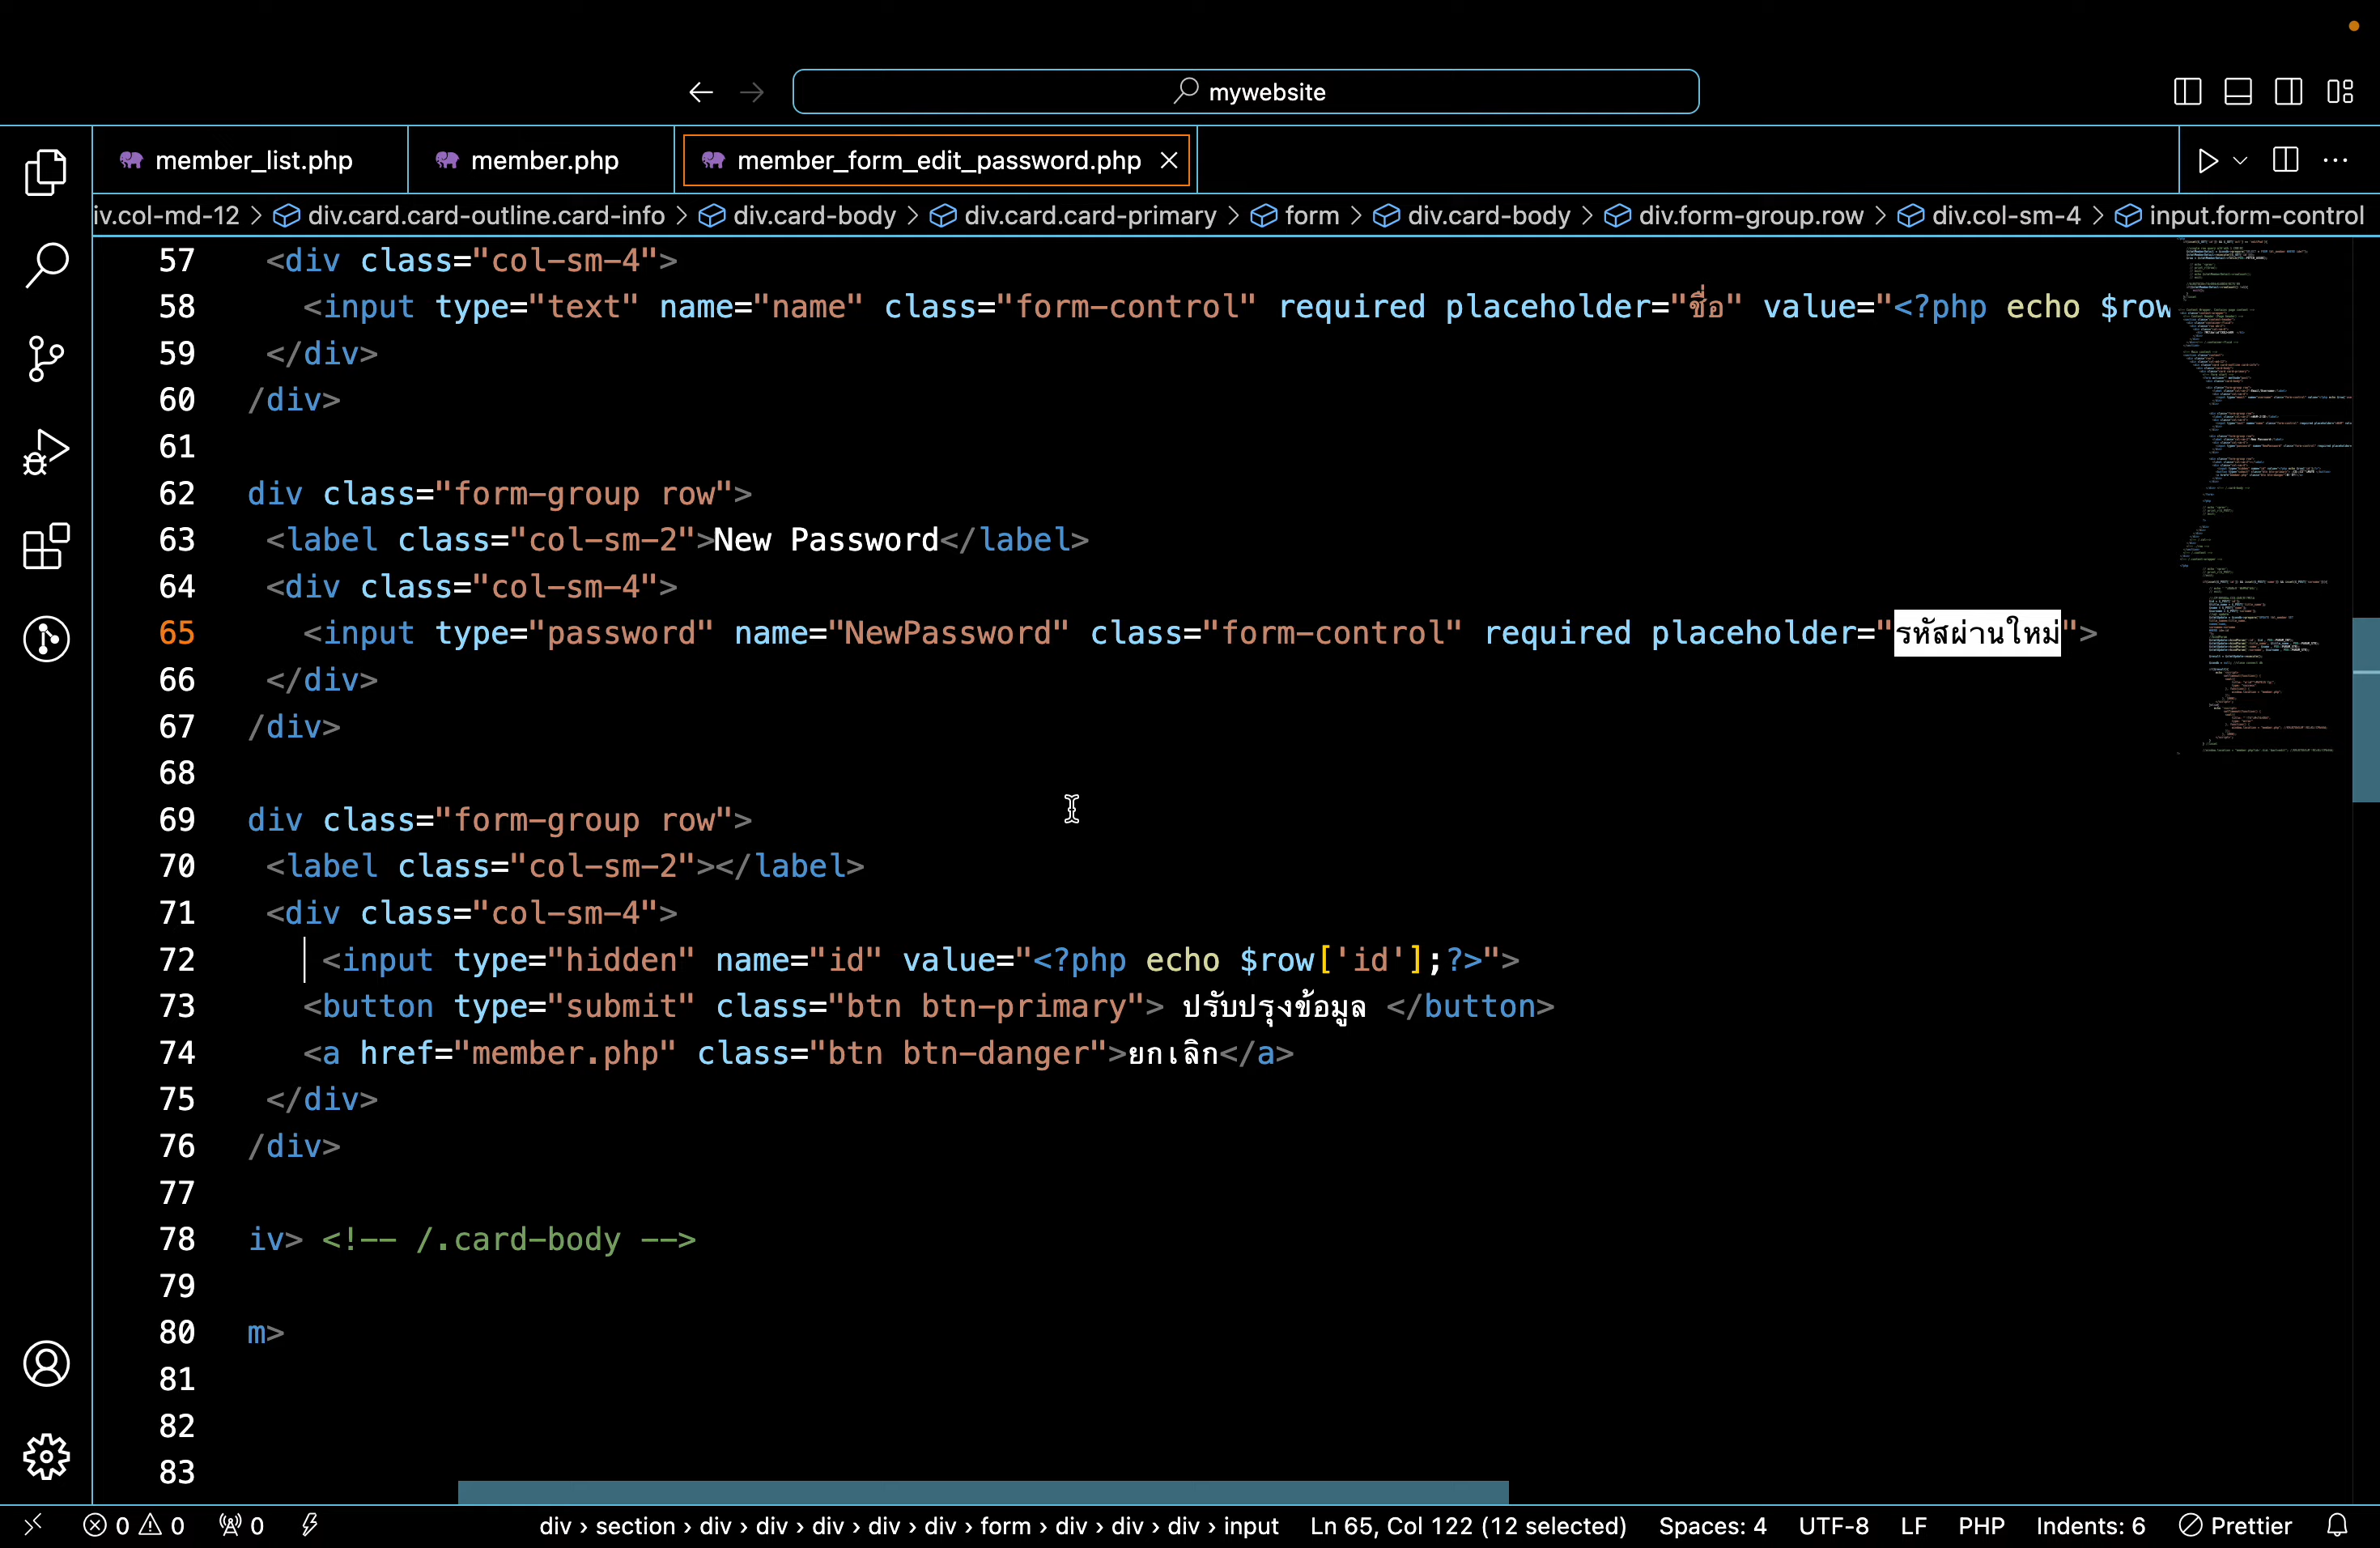 mywebsite
member_list.php
member.php
member_form_edit_password.php
iv.col-md-12 > div.card.card-outline.card-info > div.card-body > div.card.card-primary > form > div.card-body > div.form-group.row > div.col-sm-4 > input.form-control
57 <div class="col-sm-4">
58 <input type="text" name="name" class="form-control" required placeholder="ชื่อ" value="<?php echo $row
59 </div>
60 /div>
61
62 div class="form-group row">
63 <label class="col-sm-2">New Password</label>
64 <div class="col-sm-4">
65 <input type="password" name="NewPassword" class="form-control" required placeholder="รหัสผ่านใหม่">
66 </div>
67 /div>
68
69 div class="form-group row">
70 <label class="col-sm-2"></label>
71 <div class="col-sm-4">
72 <input type="hidden" name="id" value="<?php echo $row['id'];?>">
73 <button type="submit" class="btn btn-primary"> ปรับปรุงข้อมูล </button>
74 <a href="member.php" class="btn btn-danger">ยกเลิก</a>
75 </div>
76 /div>
77
78 iv> <!-- /.card-body -->
79
80 m>
81
82
83
0 0 0 div › section › div › div › div › div › div › form › div › div › div › input Ln 65, Col 122 (12 selected) Spaces: 4 UTF-8 LF PHP Indents: 6 Prettier